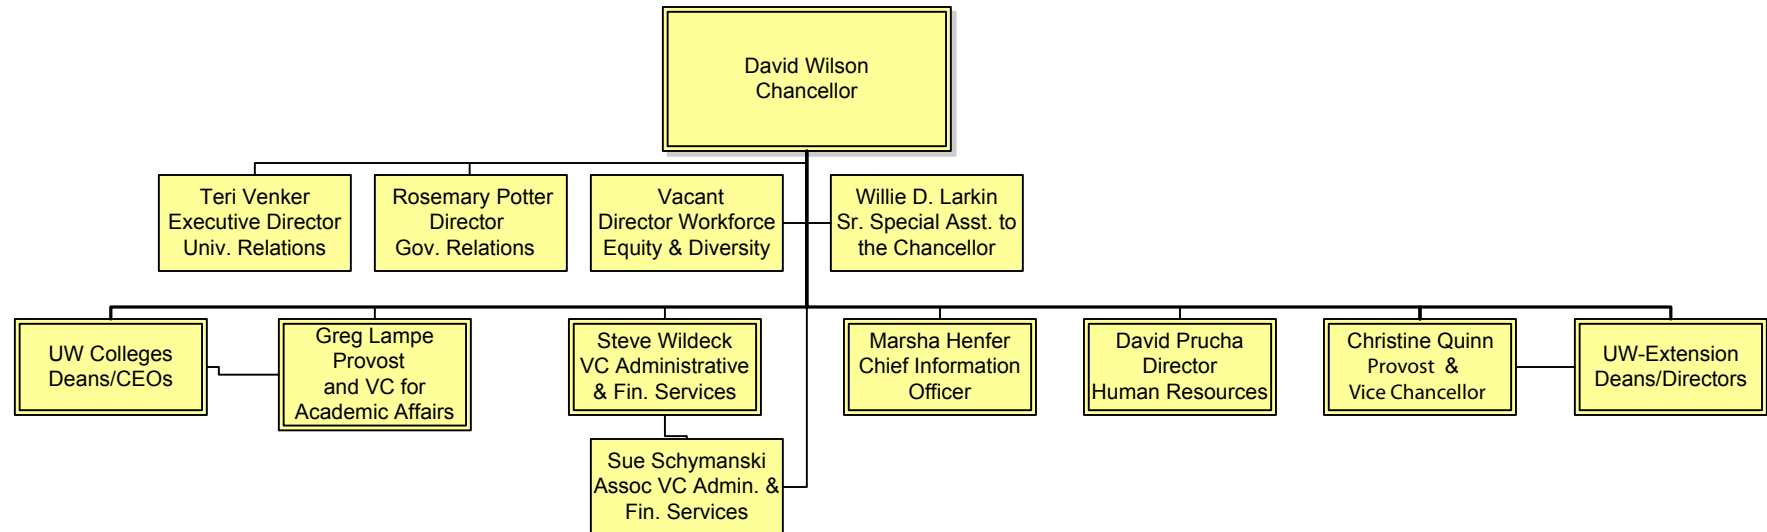 David Wilson
Chancellor
Teri Venker
Executive Director
Univ. Relations
Rosemary Potter
Director
Gov. Relations
Vacant
Director Workforce
Equity & Diversity
Willie D. Larkin
Sr. Special Asst. to
the Chancellor
UW Colleges
Deans/CEOs
Greg Lampe
Provost
and VC for
Academic Affairs
Steve Wildeck
VC Administrative
& Fin. Services
Marsha Henfer
Chief Information
Officer
David Prucha
Director
Human Resources
Christine Quinn
Provost &
Vice Chancellor
UW-Extension
Deans/Directors
Sue Schymanski
Assoc VC Admin. &
Fin. Services